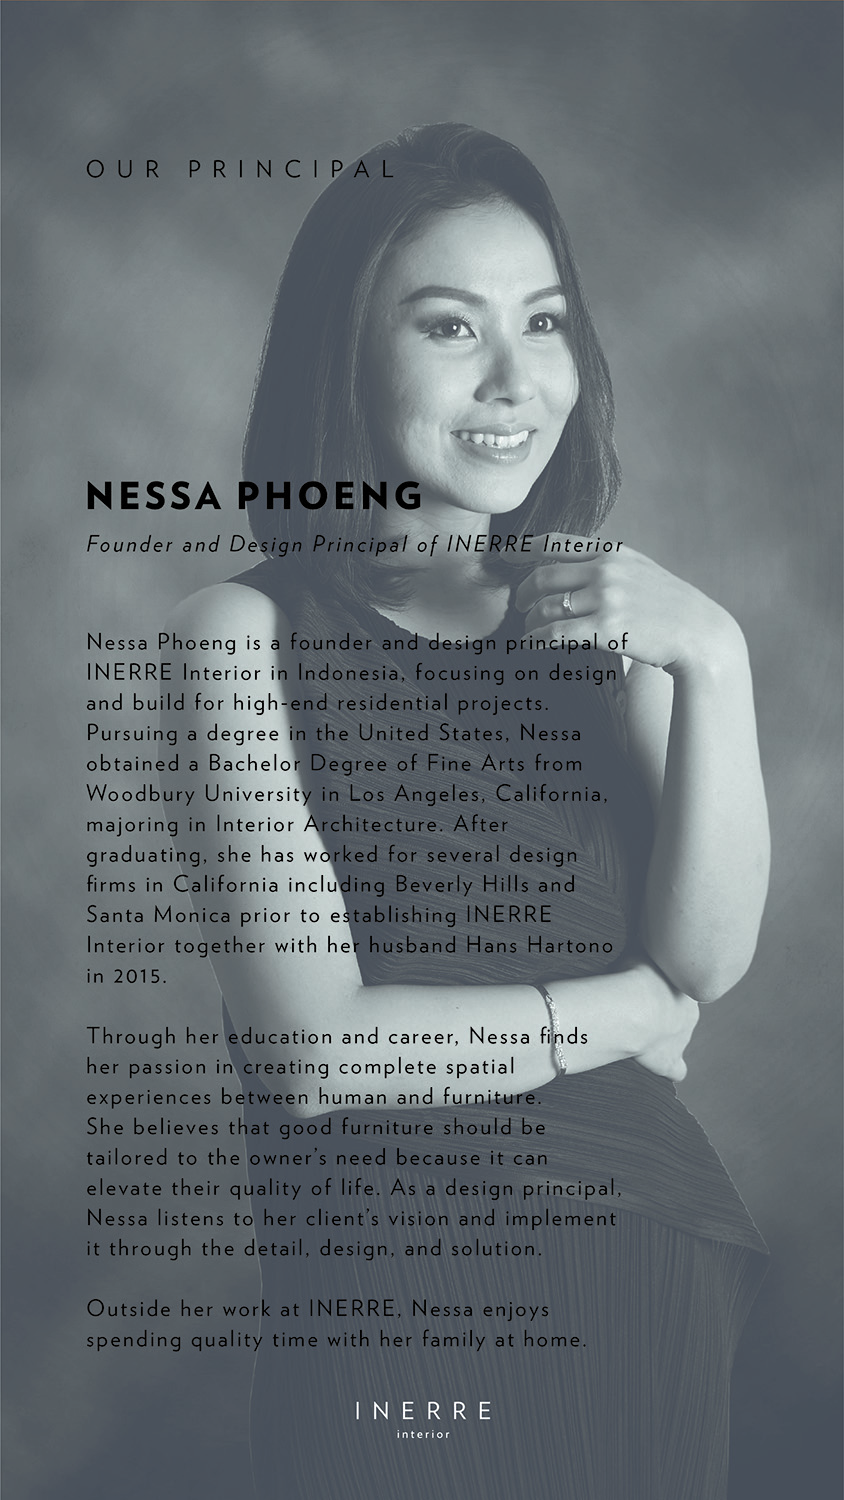 OUR PRINCIPAL
NESSA PHOENG
Founder and Design Principal of INERRE Interior
Nessa Phoeng is a founder and design principal of
INERRE Interior in Indonesia, focusing on design
and build for high-end residential projects.
Pursuing a degree in the United States, Nessa
obtained a Bachelor Degree of Fine Arts from
Woodbury University in Los Angeles, California,
majoring in Interior Architecture. After
graduating, she has worked for several design
firms in California including Beverly Hills and
Santa Monica prior to establishing INERRE
Interior together with her husband Hans Hartono
in 2015.
Through her education and career, Nessa finds
her passion in creating complete spatial
experiences between human and furniture.
She believes that good furniture should be
tailored to the owner’s need because it can
elevate their quality of life. As a design principal,
Nessa listens to her client’s vision and implement
it through the detail, design, and solution.
Outside her work at INERRE, Nessa enjoys
spending quality time with her family at home.
INERRE
interior